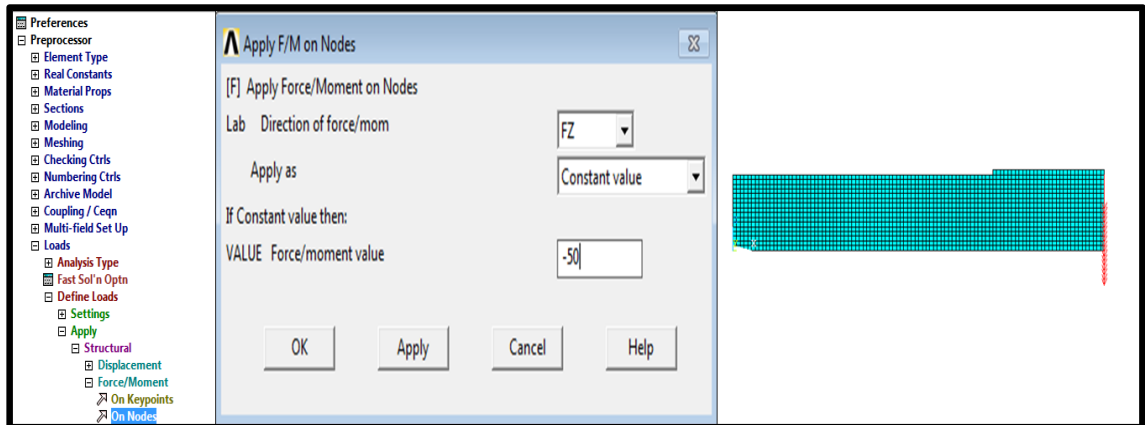 Preferences
Preprocessor
Element Type
Real Constants
Material Props
Sections
Modeling
Meshing
Checking Ctrls
Numbering Ctrls
Archive Model
Coupling / Ceqn
Multi-field Set Up
Loads
Analysis Type
Fast Sol'n Optn
Define Loads
Settings
Apply
Structural
Displacement
Force/Moment
On Keypoints
On Nodes
Apply F/M on Nodes
[F] Apply Force/Moment on Nodes
Lab Direction of force/mom FZ
Apply as Constant value
If Constant value then:
VALUE Force/moment value -50
OK Apply Cancel Help